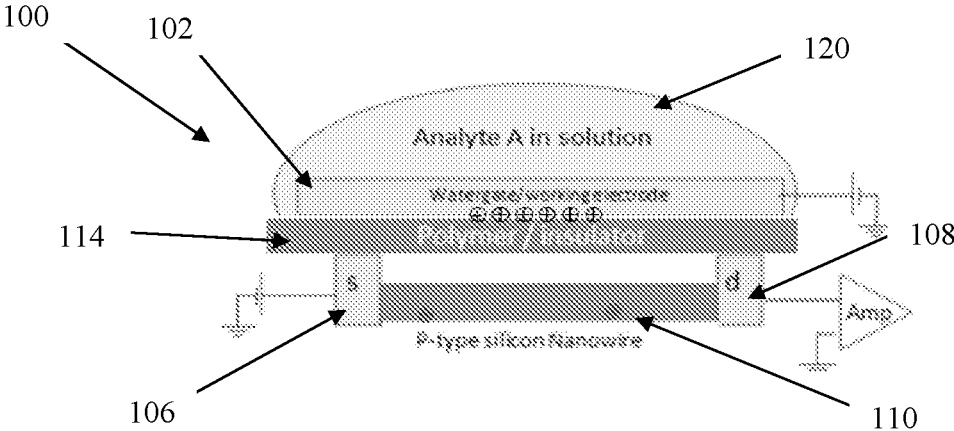 100
102
120
Analyte A in solution
Watergate/working electrode
Polymer / Insulator
114
108
s
d
Amp
P-type silicon Nanowire
106
110